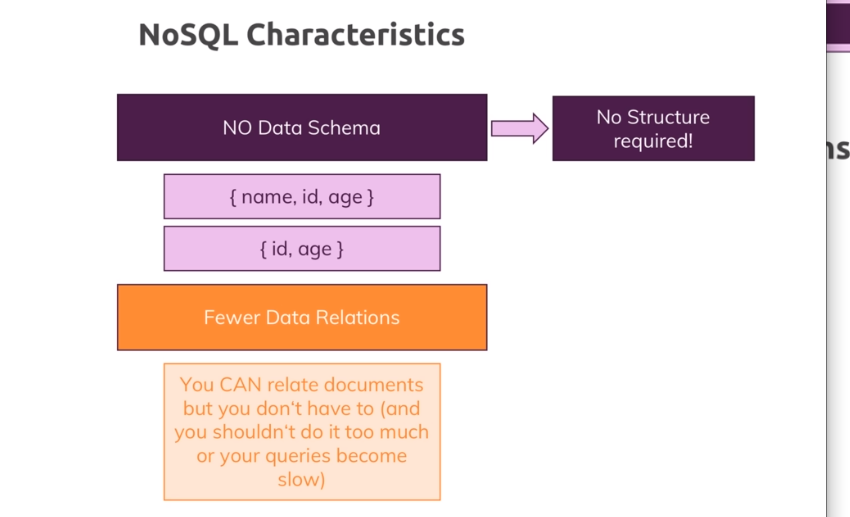 NoSQL Characteristics
NO Data Schema
No Structure
required!
{ name, id, age }
{ id, age }
Fewer Data Relations
You CAN relate documents
but you don‘t have to (and
you shouldn‘t do it too much
or your queries become
slow)
ns